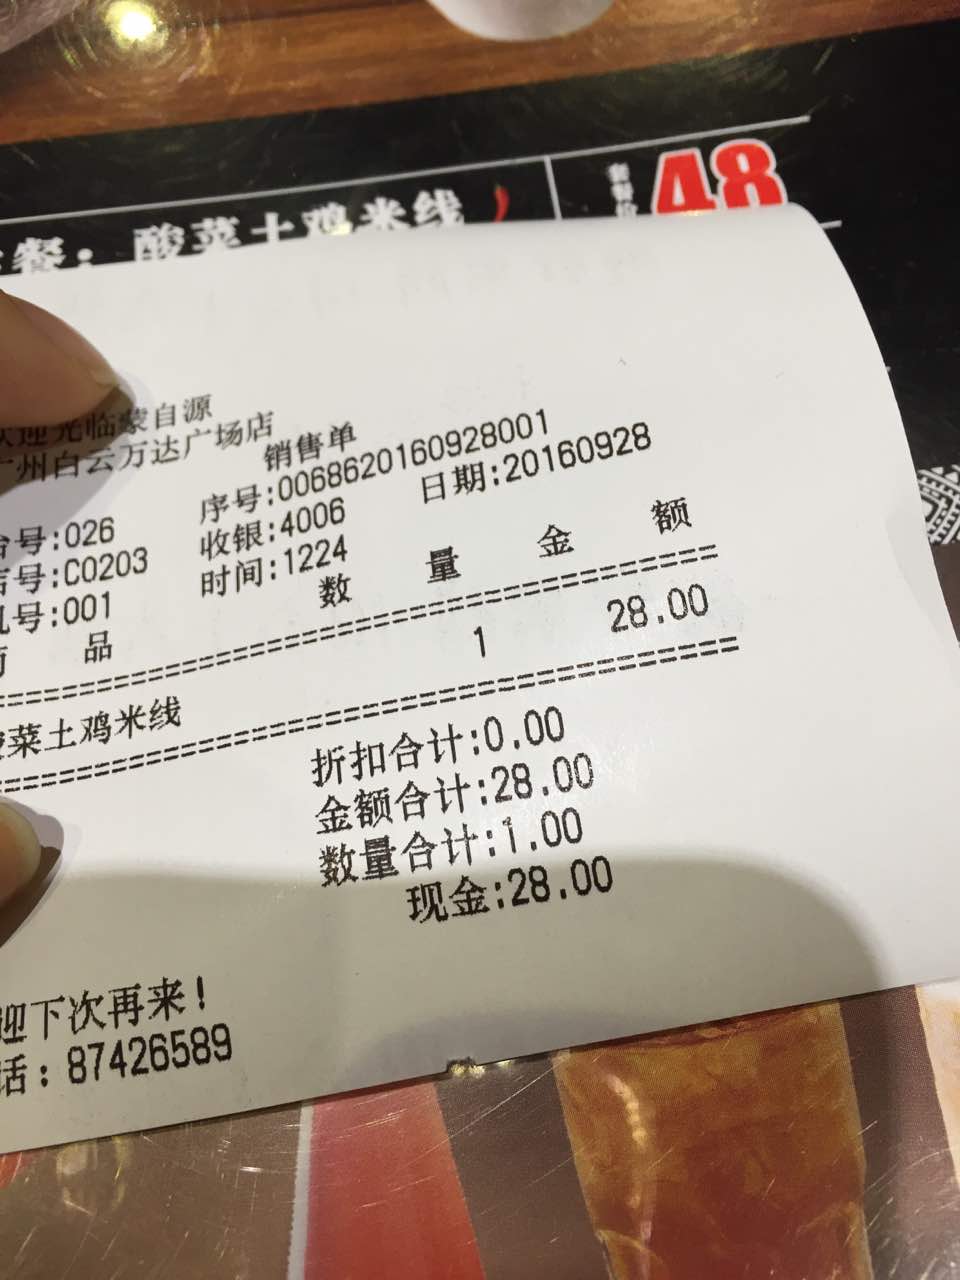 餐：酸菜土鸡米线
套餐
48
迎光临蒙自源
广州白云万达广场店
销售单
台号:026
序号:006862016092​8001
店号:C0203
收银:4006
日期:20160928
机号:001
时间:1224
商 品 数 量 金 额
1 28.00
酸菜土鸡米线
折扣合计:0.00
金额合计:28.00
数量合计:1.00
现金:28.00
迎下次再来!
话:87426589